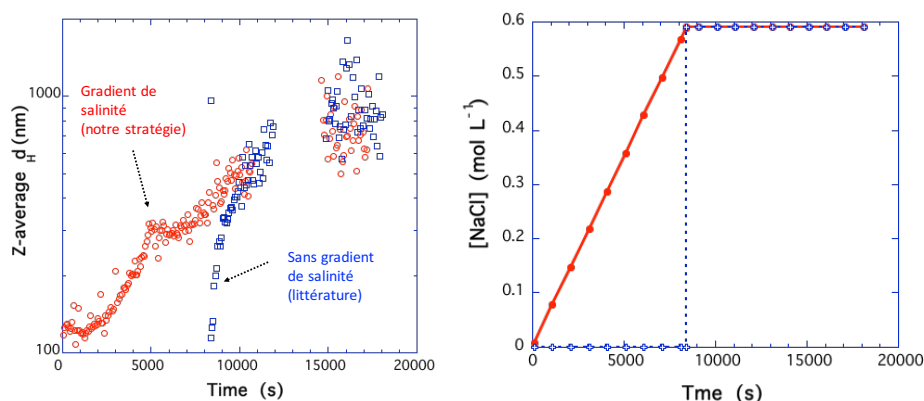 Z-average d_H (nm)
1000
100
Gradient de
salinité
(notre stratégie)
Sans gradient
de salinité
(littérature)
0 5000 10000 15000 20000
Time (s)
[NaCl] (mol L⁻¹)
0.6
0.5
0.4
0.3
0.2
0.1
0
0 5000 10000 15000 20000
Tme (s)